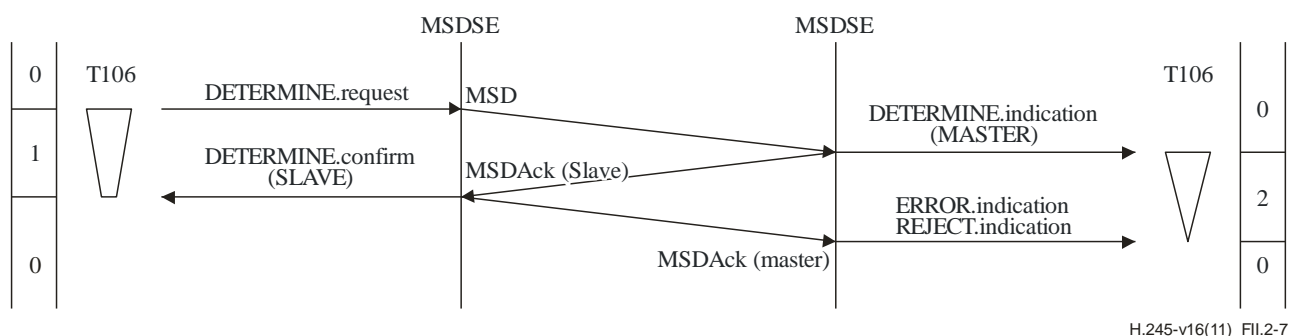 MSDSE MSDSE
0 T106 T106
DETERMINE.request MSD 0
DETERMINE.indication
(MASTER)
1 DETERMINE.confirm
(SLAVE)
MSDAck (Slave)
2
ERROR.indication
REJECT.indication
MSDAck (master)
0 0
H.245-v16(11)_FII.2-7